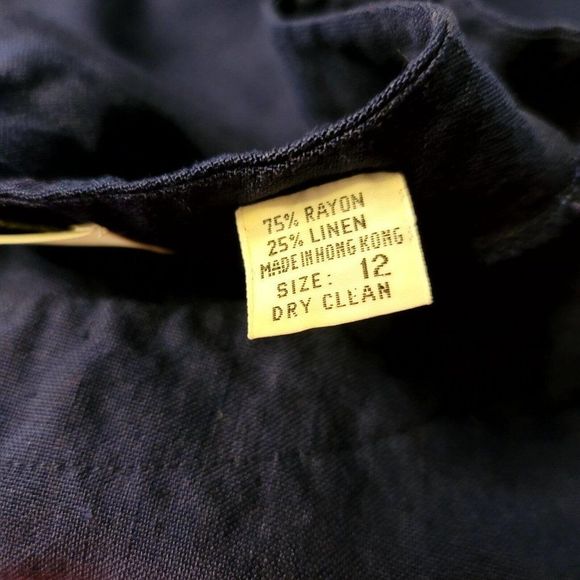 75% RAYON
25% LINEN
MADE IN HONG KONG
SIZE: 12
DRY CLEAN